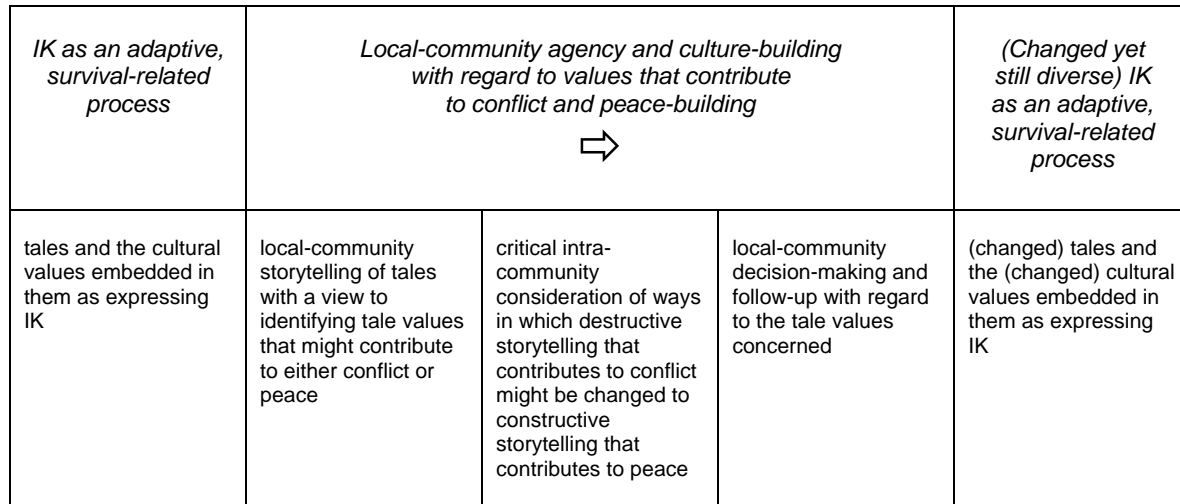 IK as an adaptive,
survival-related
process
Local-community agency and culture-building
with regard to values that contribute
to conflict and peace-building
(Changed yet
still diverse) IK
as an adaptive,
survival-related
process
tales and the cultural
values embedded in
them as expressing
IK
local-community
storytelling of tales
with a view to
identifying tale values
that might contribute
to either conflict or
peace
critical intra-
community
consideration of ways
in which destructive
storytelling that
contributes to conflict
might be changed to
constructive
storytelling that
contributes to peace
local-community
decision-making and
follow-up with regard
to the tale values
concerned
(changed) tales and
the (changed) cultural
values embedded in
them as expressing
IK